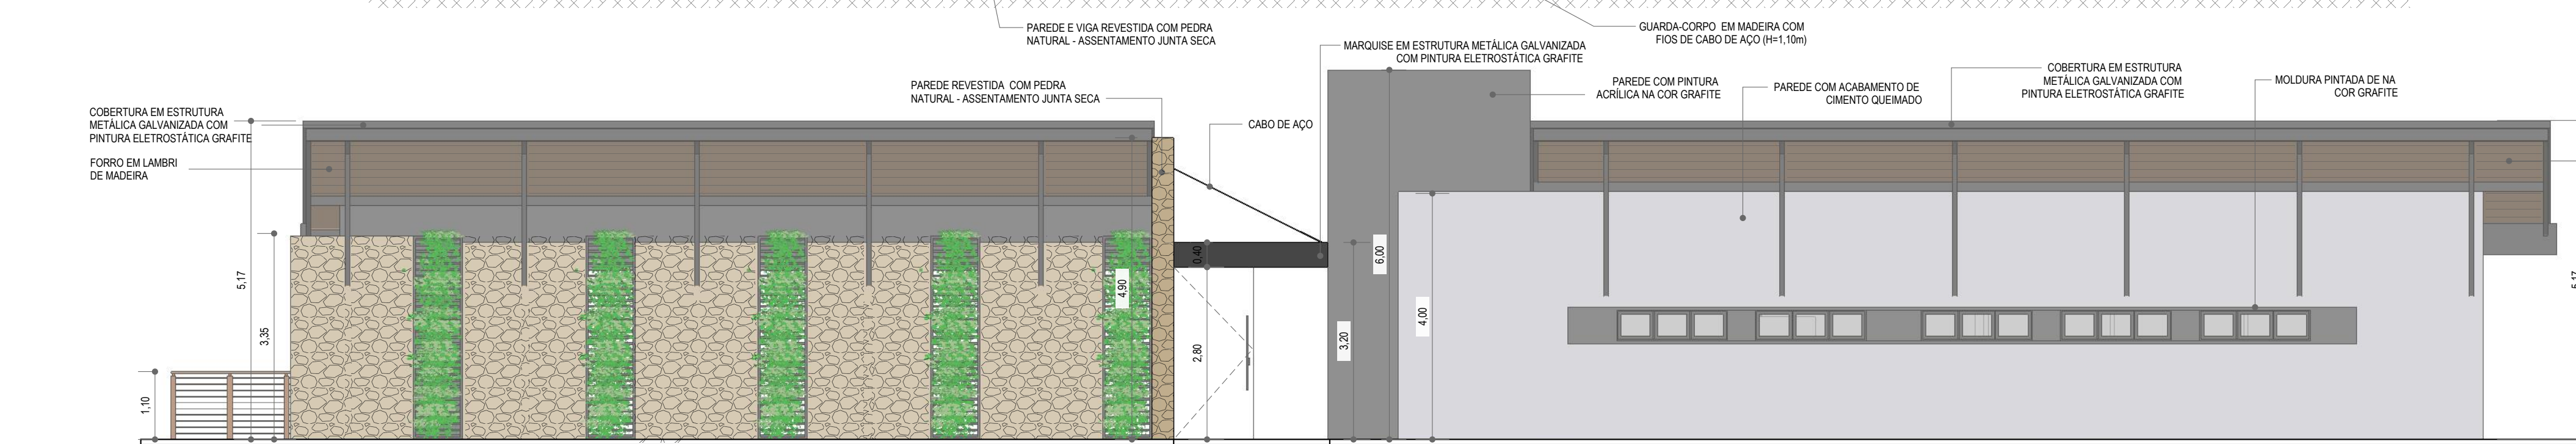 PAREDE E VIGA REVESTIDA COM PEDRA
NATURAL - ASSENTAMENTO JUNTA SECA
GUARDA-CORPO EM MADEIRA COM
FIOS DE CABO DE AÇO (H=1,10m)
MARQUISE EM ESTRUTURA METÁLICA GALVANIZADA
COM PINTURA ELETROSTÁTICA GRAFITE
PAREDE REVESTIDA COM PEDRA
NATURAL - ASSENTAMENTO JUNTA SECA
PAREDE COM PINTURA
ACRÍLICA NA COR GRAFITE
PAREDE COM ACABAMENTO DE
CIMENTO QUEIMADO
COBERTURA EM ESTRUTURA
METÁLICA GALVANIZADA COM
PINTURA ELETROSTÁTICA GRAFITE
MOLDURA PINTADA DE NA
COR GRAFITE
COBERTURA EM ESTRUTURA
METÁLICA GALVANIZADA COM
PINTURA ELETROSTÁTICA GRAFITE
CABO DE AÇO
FORRO EM LAMBRI
DE MADEIRA
1,10
5,17
3,35
4,90
0,40
2,80
3,20
6,00
4,00